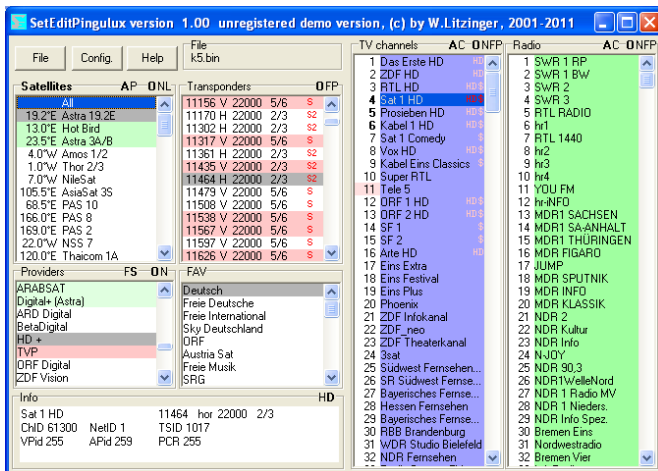 SetEditPingulux version 1.00 unregistered demo version, (c) by W.Litzinger, 2001-2011
File Config. Help
File
k5.bin
Satellites AP ONL
All
19.2°E Astra 19.2E
13.0°E Hot Bird
23.5°E Astra 3A/B
4.0°W Amos 1/2
1.0°W Thor 2/3
7.0°W NileSat
105.5°E AsiaSat 3S
68.5°E PAS 10
166.0°E PAS 8
169.0°E PAS 2
22.0°W NSS 7
120.0°E Thaicom 1A
Transponders OFP
11156 V 22000 5/6 S
11170 H 22000 2/3 S2
11302 H 22000 2/3 S2
11317 V 22000 5/6 S
11361 H 22000 2/3 S2
11435 V 22000 2/3 S2
11464 H 22000 2/3 S2
11479 V 22000 5/6 S
11508 V 22000 5/6 S
11538 V 22000 5/6 S
11567 V 22000 5/6 S
11597 V 22000 5/6 S
11626 V 22000 5/6 S
Providers FS ON
ARABSAT
Digital+ (Astra)
ARD Digital
BetaDigital
HD +
TVP
ORF Digital
ZDF Vision
FAV
Deutsch
Freie Deutsche
Freie International
Sky Deutschland
ORF
Austria Sat
Freie Musik
SRG
Info HD
Sat 1 HD 11464 hor 22000 2/3
ChID 61300 NetID 1 TSID 1017
VPid 255 APid 259 PCR 255
TV channels AC ONFP
1 Das Erste HD HD
2 ZDF HD HD
3 RTL HD HD$
4 Sat 1 HD HD$
5 Prosieben HD HD$
6 Kabel 1 HD HD$
7 Sat 1 Comedy $
8 Vox HD HD$
9 Kabel Eins Classics $
10 Super RTL
11 Tele 5
12 ORF 1 HD HD$
13 ORF 2 HD HD$
14 SF 1 $
15 SF 2 $
16 Arte HD HD
17 Eins Extra
18 Eins Festival
19 Eins Plus
20 Phoenix
21 ZDF Infokanal
22 ZDF_neo
23 ZDF Theaterkanal
24 3sat
25 Südwest Fernsehen...
26 SR Südwest Fernse...
27 Bayerisches Fernse...
28 Hessen Fernsehen
29 Bayerisches Fernse...
30 RBB Brandenburg
31 WDR Studio Bielefeld
32 NDR Fernsehen
Radio AC ONFP
1 SWR 1 RP
2 SWR 1 BW
3 SWR 2
4 SWR 3
5 RTL RADIO
6 hr1
7 RTL 1440
8 hr2
9 hr3
10 hr4
11 YOU FM
12 hr-iNFO
13 MDR1 SACHSEN
14 MDR1 SA-ANHALT
15 MDR1 THÜRINGEN
16 MDR FIGARO
17 JUMP
18 MDR SPUTNIK
19 MDR INFO
20 MDR KLASSIK
21 NDR 2
22 NDR Kultur
23 NDR Info
24 N-JOY
25 NDR 90,3
26 NDR1WelleNord
27 NDR 1 Radio MV
28 NDR 1 Nieders.
29 NDR Info Spez.
30 Bremen Eins
31 Nordwestradio
32 Bremen Vier